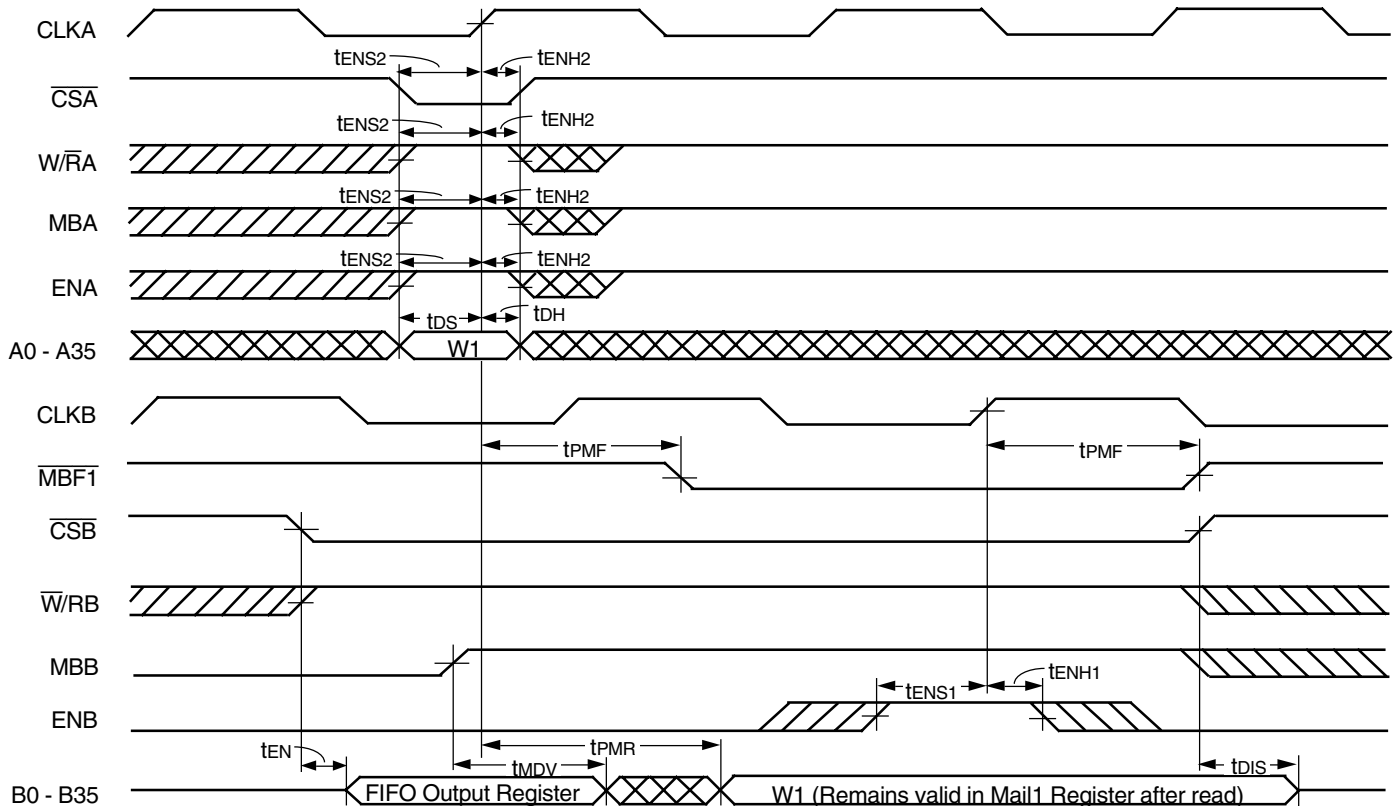 CLKA
tENS2 tENH2
CSA
tENS2 tENH2
W/RA
tENS2 tENH2
MBA
tENS2 tENH2
ENA
tDS tDH
A0 - A35 W1
CLKB
tPMF tPMF
MBF1
CSB
W/RB
MBB
tENS1 tENH1
ENB
tEN tMDV tPMR tDIS
B0 - B35 FIFO Output Register W1 (Remains valid in Mail1 Register after read)